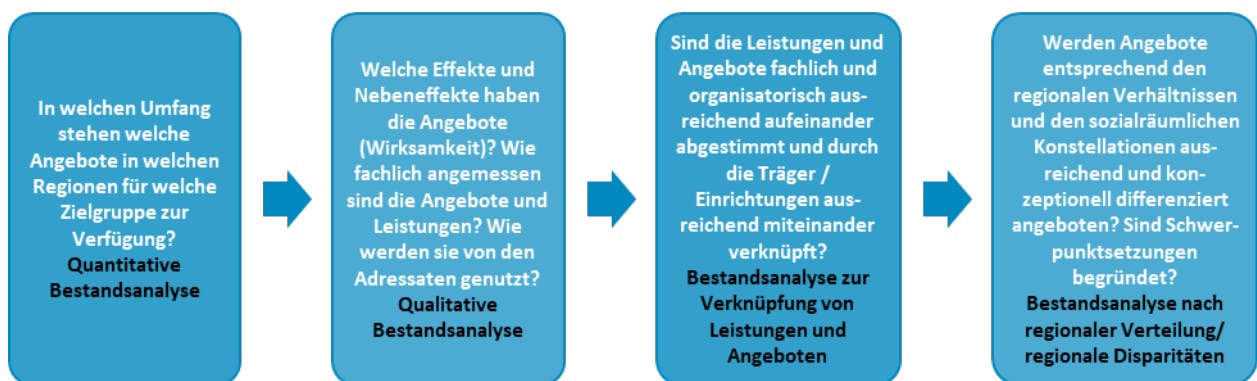 In welchen Umfang
stehen welche
Angebote in welchen
Regionen für welche
Zielgruppe zur
Verfügung?
Quantitative
Bestandsanalyse
Welche Effekte und
Nebeneffekte haben
die Angebote
(Wirksamkeit)? Wie
fachlich angemessen
sind die Angebote und
Leistungen? Wie
werden sie von den
Adressaten genutzt?
Qualitative
Bestandsanalyse
Sind die Leistungen und
Angebote fachlich und
organisatorisch aus-
reichend aufeinander
abgestimmt und durch
die Träger /
Einrichtungen aus-
reichend miteinander
verknüpft?
Bestandsanalyse zur
Verknüpfung von
Leistungen und
Angeboten
Werden Angebote
entsprechend den
regionalen Verhältnissen
und den sozialräumlichen
Konstellationen aus-
reichend und kon-
zeptionell differenziert
angeboten? Sind Schwer-
punktsetzungen
begründet?
Bestandsanalyse nach
regionaler Verteilung/
regionale Disparitäten